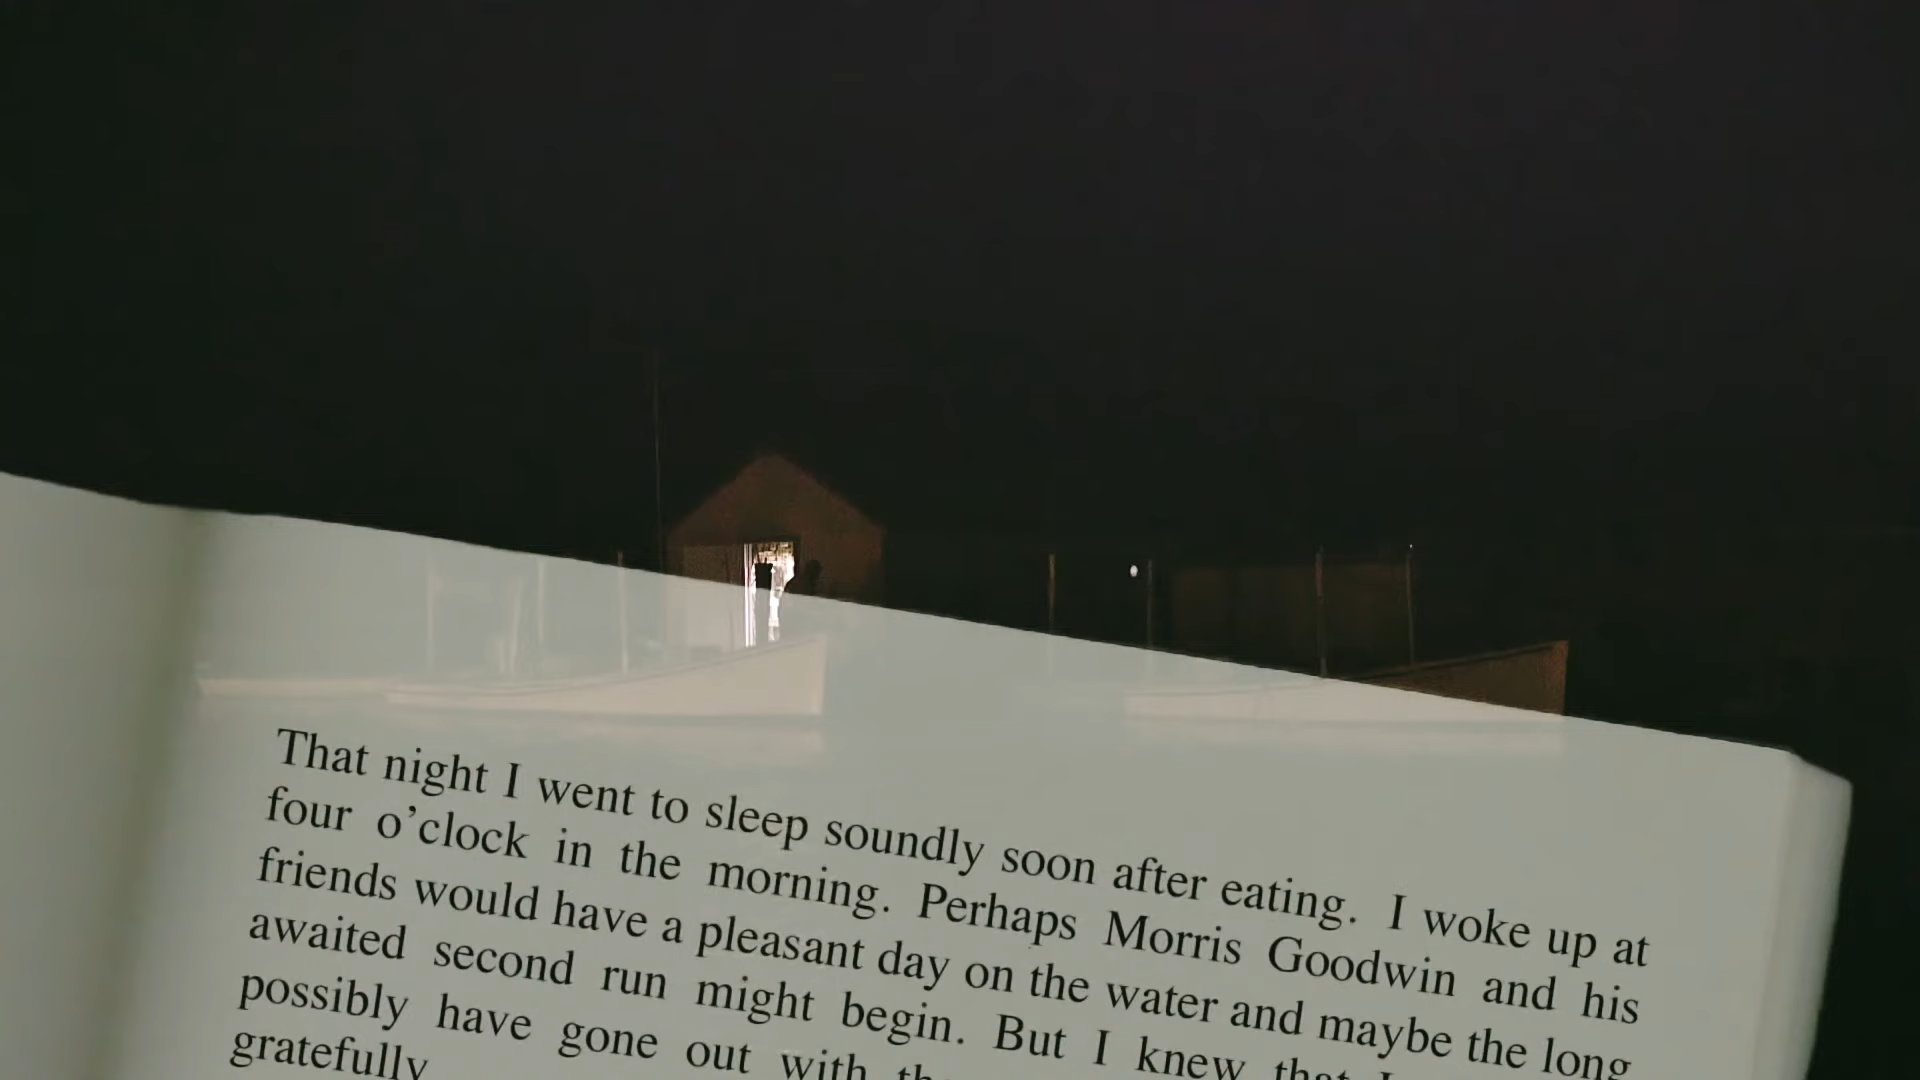 That night I went to sleep soundly soon after eating. I woke up at
four o'clock in the morning. Perhaps Morris Goodwin and his
friends would have a pleasant day on the water and maybe the long
awaited second run might begin. But I knew that I
possibly have gone out with
gratefully